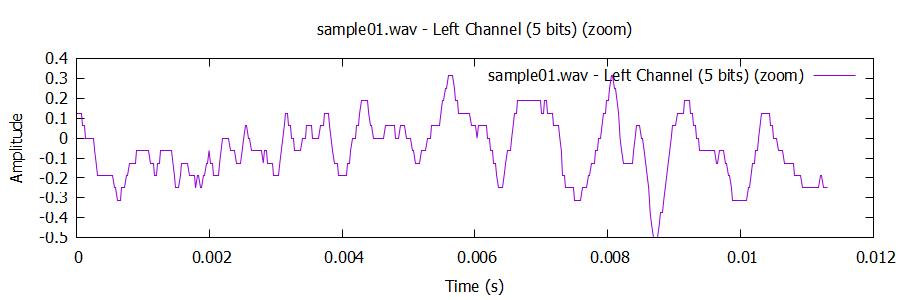 sample01.wav - Left Channel (5 bits) (zoom)
0.4
sample01.wav - Left Channel (5 bits) (zoom)
0.3
0.2
0.1
0
-0.1
-0.2
-0.3
-0.4
-0.5
Amplitude
0 0.002 0.004 0.006 0.008 0.01 0.012
Time (s)